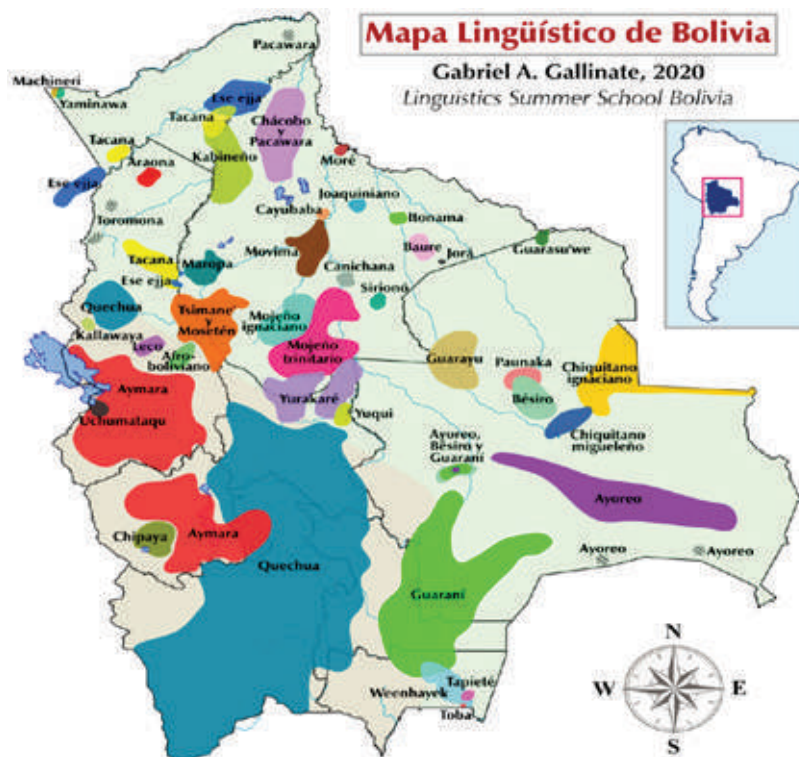 Mapa Lingüístico de Bolivia
Gabriel A. Gallinate, 2020
Linguistics Summer School Bolivia
Pacawara
Machineri
Yaminawa
Ese ejja
Tacana
Chácobo
y
Pacawara
Kabineño
Moré
Tacana
Araona
Ese ejja
Joaquiniano
Cayubaba
Bonama
Toromona
Movima
Baure
Jorá
Guarasu'we
Tacana
Maropa
Ese ejja
Canichana
Sirionó
Quechua
Tsimane'
y
Mosetén
Mojeño
ignaciano
Kallawaya
Leco
Afro-
boliviano
Mojeño
trinitario
Guarayu
Paunaka
Chiquitano
ignaciano
Aymara
Yurakaré
Bésiro
Uchumataqu
Yuqui
Chiquitano
migueleño
Ayoreo,
Bésiro y
Guaraní
Ayoreo
Chipaya
Aymara
Quechua
Ayoreo
Ayoreo
Guaraní
Tapieté
Weenhayek
Toba
N
W
E
S